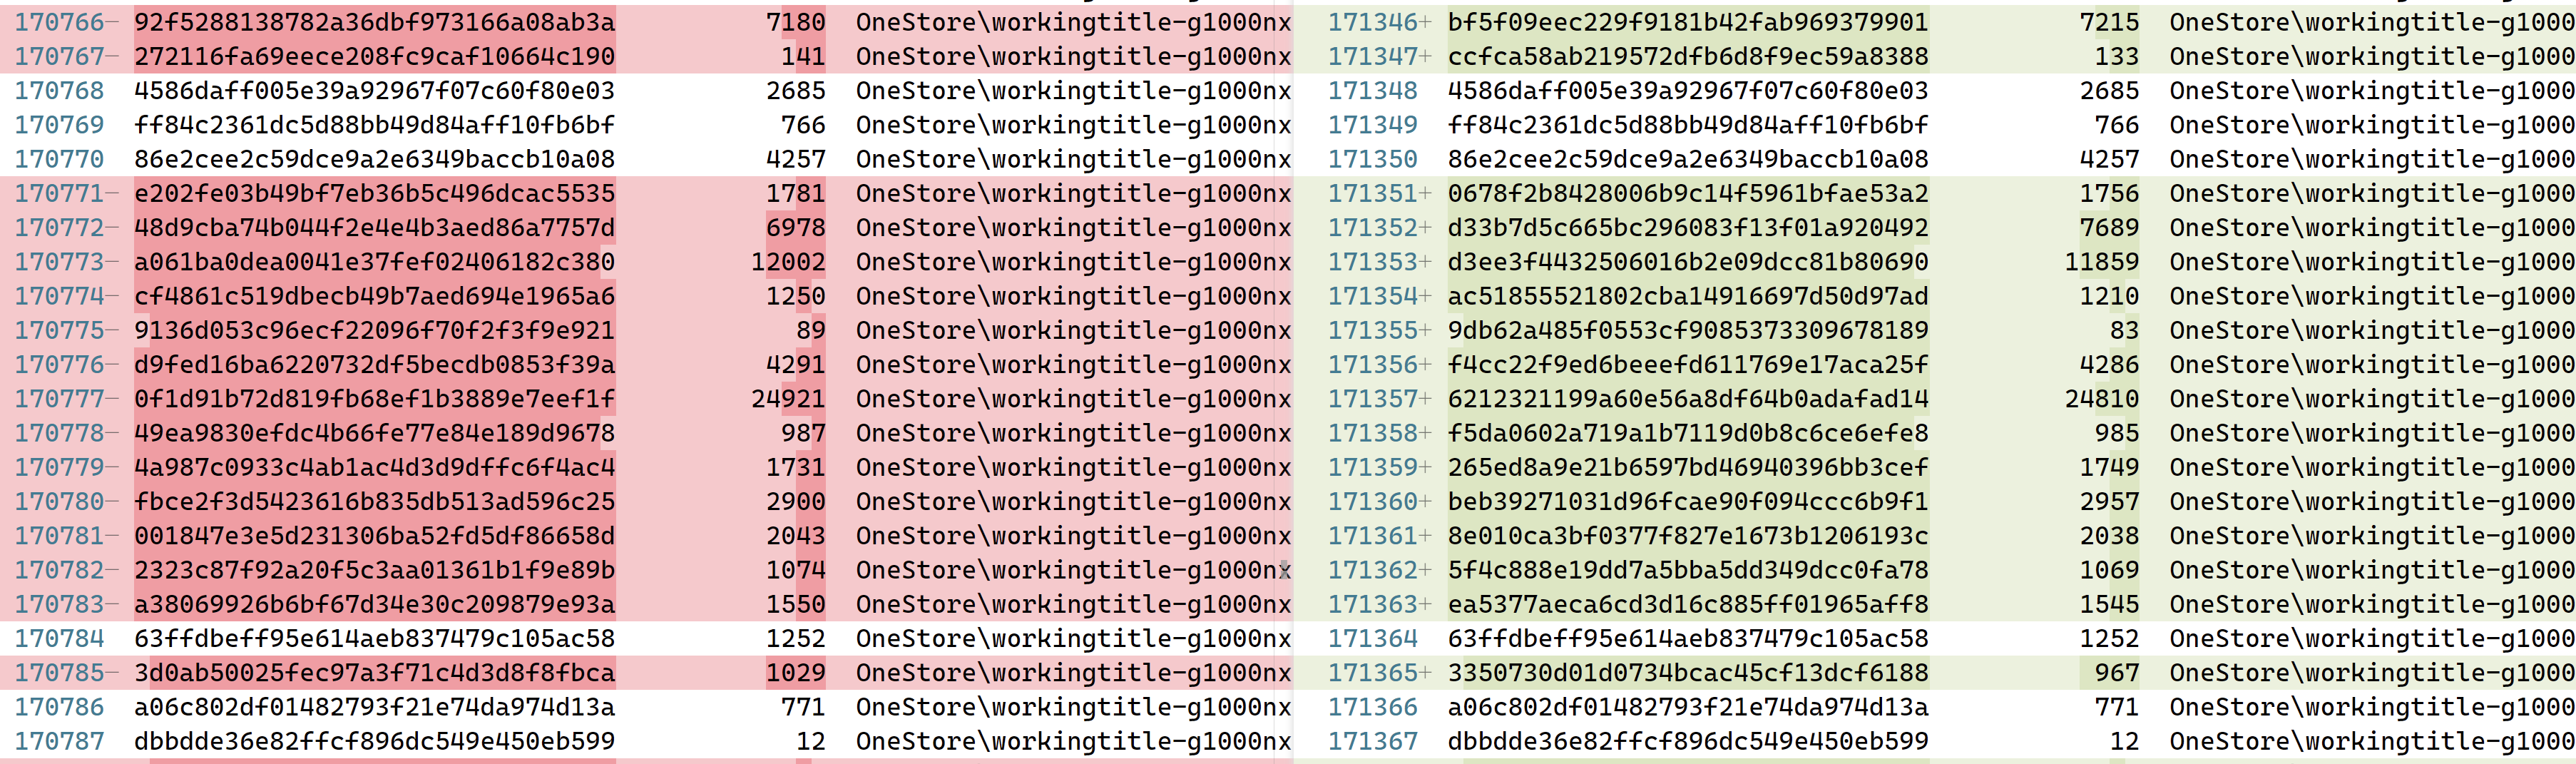 170766− 92f5288138782a36dbf973166a08ab3a 7180 OneStore\workingtitle-g1000nx 171346+ bf5f09eec229f9181b42fab969379901 7215 OneStore\workingtitle-g1000
170767− 272116fa69eece208fc9caf10664c190 141 OneStore\workingtitle-g1000nx 171347+ ccfca58ab219572dfb6d8f9ec59a8388 133 OneStore\workingtitle-g1000
170768 4586daff005e39a92967f07c60f80e03 2685 OneStore\workingtitle-g1000nx 171348 4586daff005e39a92967f07c60f80e03 2685 OneStore\workingtitle-g1000
170769 ff84c2361dc5d88bb49d84aff10fb6bf 766 OneStore\workingtitle-g1000nx 171349 ff84c2361dc5d88bb49d84aff10fb6bf 766 OneStore\workingtitle-g1000
170770 86e2cee2c59dce9a2e6349baccb10a08 4257 OneStore\workingtitle-g1000nx 171350 86e2cee2c59dce9a2e6349baccb10a08 4257 OneStore\workingtitle-g1000
170771− e202fe03b49bf7eb36b5c496dcac5535 1781 OneStore\workingtitle-g1000nx 171351+ 0678f2b8428006b9c14f5961bfae53a2 1756 OneStore\workingtitle-g1000
170772− 48d9cba74b044f2e4e4b3aed86a7757d 6978 OneStore\workingtitle-g1000nx 171352+ d33b7d5c665bc296083f13f01a920492 7689 OneStore\workingtitle-g1000
170773− a061ba0dea0041e37fef02406182c380 12002 OneStore\workingtitle-g1000nx 171353+ d3ee3f4432506016b2e09dcc81b80690 11859 OneStore\workingtitle-g1000
170774− cf4861c519dbecb49b7aed694e1965a6 1250 OneStore\workingtitle-g1000nx 171354+ ac51855521802cba14916697d50d97ad 1210 OneStore\workingtitle-g1000
170775− 9136d053c96ecf22096f70f2f3f9e921 89 OneStore\workingtitle-g1000nx 171355+ 9db62a485f0553cf9085373309678189 83 OneStore\workingtitle-g1000
170776− d9fed16ba6220732df5becdb0853f39a 4291 OneStore\workingtitle-g1000nx 171356+ f4cc22f9ed6beeefd611769e17aca25f 4286 OneStore\workingtitle-g1000
170777− 0f1d91b72d819fb68ef1b3889e7eef1f 24921 OneStore\workingtitle-g1000nx 171357+ 6212321199a60e56a8df64b0adafad14 24810 OneStore\workingtitle-g1000
170778− 49ea9830efdc4b66fe77e84e189d9678 987 OneStore\workingtitle-g1000nx 171358+ f5da0602a719a1b7119d0b8c6ce6efe8 985 OneStore\workingtitle-g1000
170779− 4a987c0933c4ab1ac4d3d9dffc6f4ac4 1731 OneStore\workingtitle-g1000nx 171359+ 265ed8a9e21b6597bd46940396bb3cef 1749 OneStore\workingtitle-g1000
170780− fbce2f3d5423616b835db513ad596c25 2900 OneStore\workingtitle-g1000nx 171360+ beb39271031d96fcae90f094ccc6b9f1 2957 OneStore\workingtitle-g1000
170781− 001847e3e5d231306ba52fd5df86658d 2043 OneStore\workingtitle-g1000nx 171361+ 8e010ca3bf0377f827e1673b1206193c 2038 OneStore\workingtitle-g1000
170782− 2323c87f92a20f5c3aa01361b1f9e89b 1074 OneStore\workingtitle-g1000nx 171362+ 5f4c888e19dd7a5bba5dd349dcc0fa78 1069 OneStore\workingtitle-g1000
170783− a38069926b6bf67d34e30c209879e93a 1550 OneStore\workingtitle-g1000nx 171363+ ea5377aeca6cd3d16c885ff01965aff8 1545 OneStore\workingtitle-g1000
170784 63ffdbeff95e614aeb837479c105ac58 1252 OneStore\workingtitle-g1000nx 171364 63ffdbeff95e614aeb837479c105ac58 1252 OneStore\workingtitle-g1000
170785− 3d0ab50025fec97a3f71c4d3d8f8fbca 1029 OneStore\workingtitle-g1000nx 171365+ 3350730d01d0734bcac45cf13dcf6188 967 OneStore\workingtitle-g1000
170786 a06c802df01482793f21e74da974d13a 771 OneStore\workingtitle-g1000nx 171366 a06c802df01482793f21e74da974d13a 771 OneStore\workingtitle-g1000
170787 dbbdde36e82ffcf896dc549e450eb599 12 OneStore\workingtitle-g1000nx 171367 dbbdde36e82ffcf896dc549e450eb599 12 OneStore\workingtitle-g1000